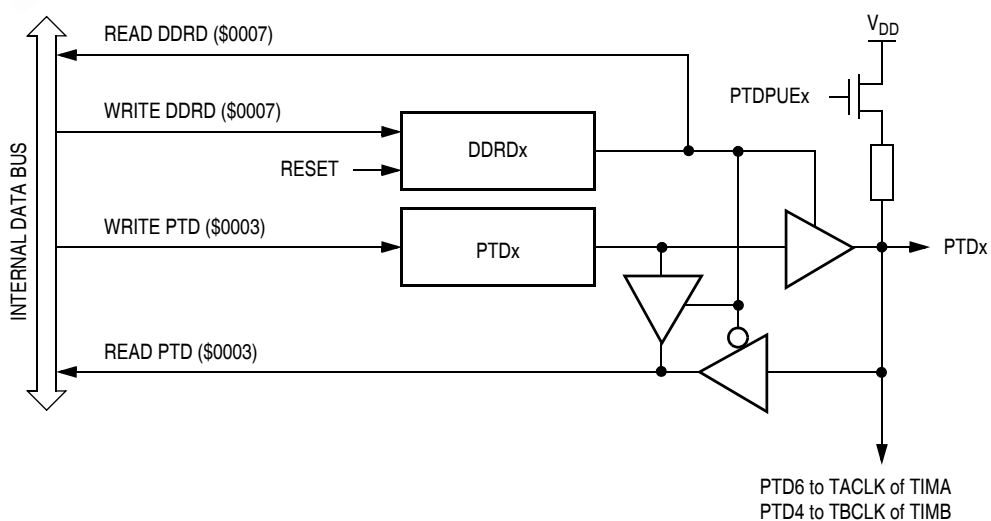 READ DDRD ($0007)
V_DD
PTDPUEx
WRITE DDRD ($0007)
DDRDx
RESET
WRITE PTD ($0003)
PTDx
PTDx
INTERNAL DATA BUS
READ PTD ($0003)
PTD6 to TACLK of TIMA
PTD4 to TBCLK of TIMB